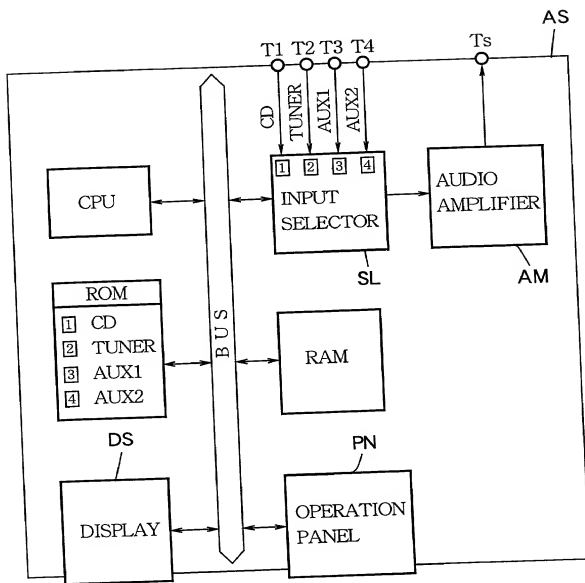 AS
T1 T2 T3 T4 Ts
CD
TUNER
AUX1
AUX2
1 2 3 4
INPUT
SELECTOR
SL
AUDIO
AMPLIFIER
AM
CPU
ROM
1 CD
2 TUNER
3 AUX1
4 AUX2
BUS
RAM
DS
DISPLAY
PN
OPERATION
PANEL